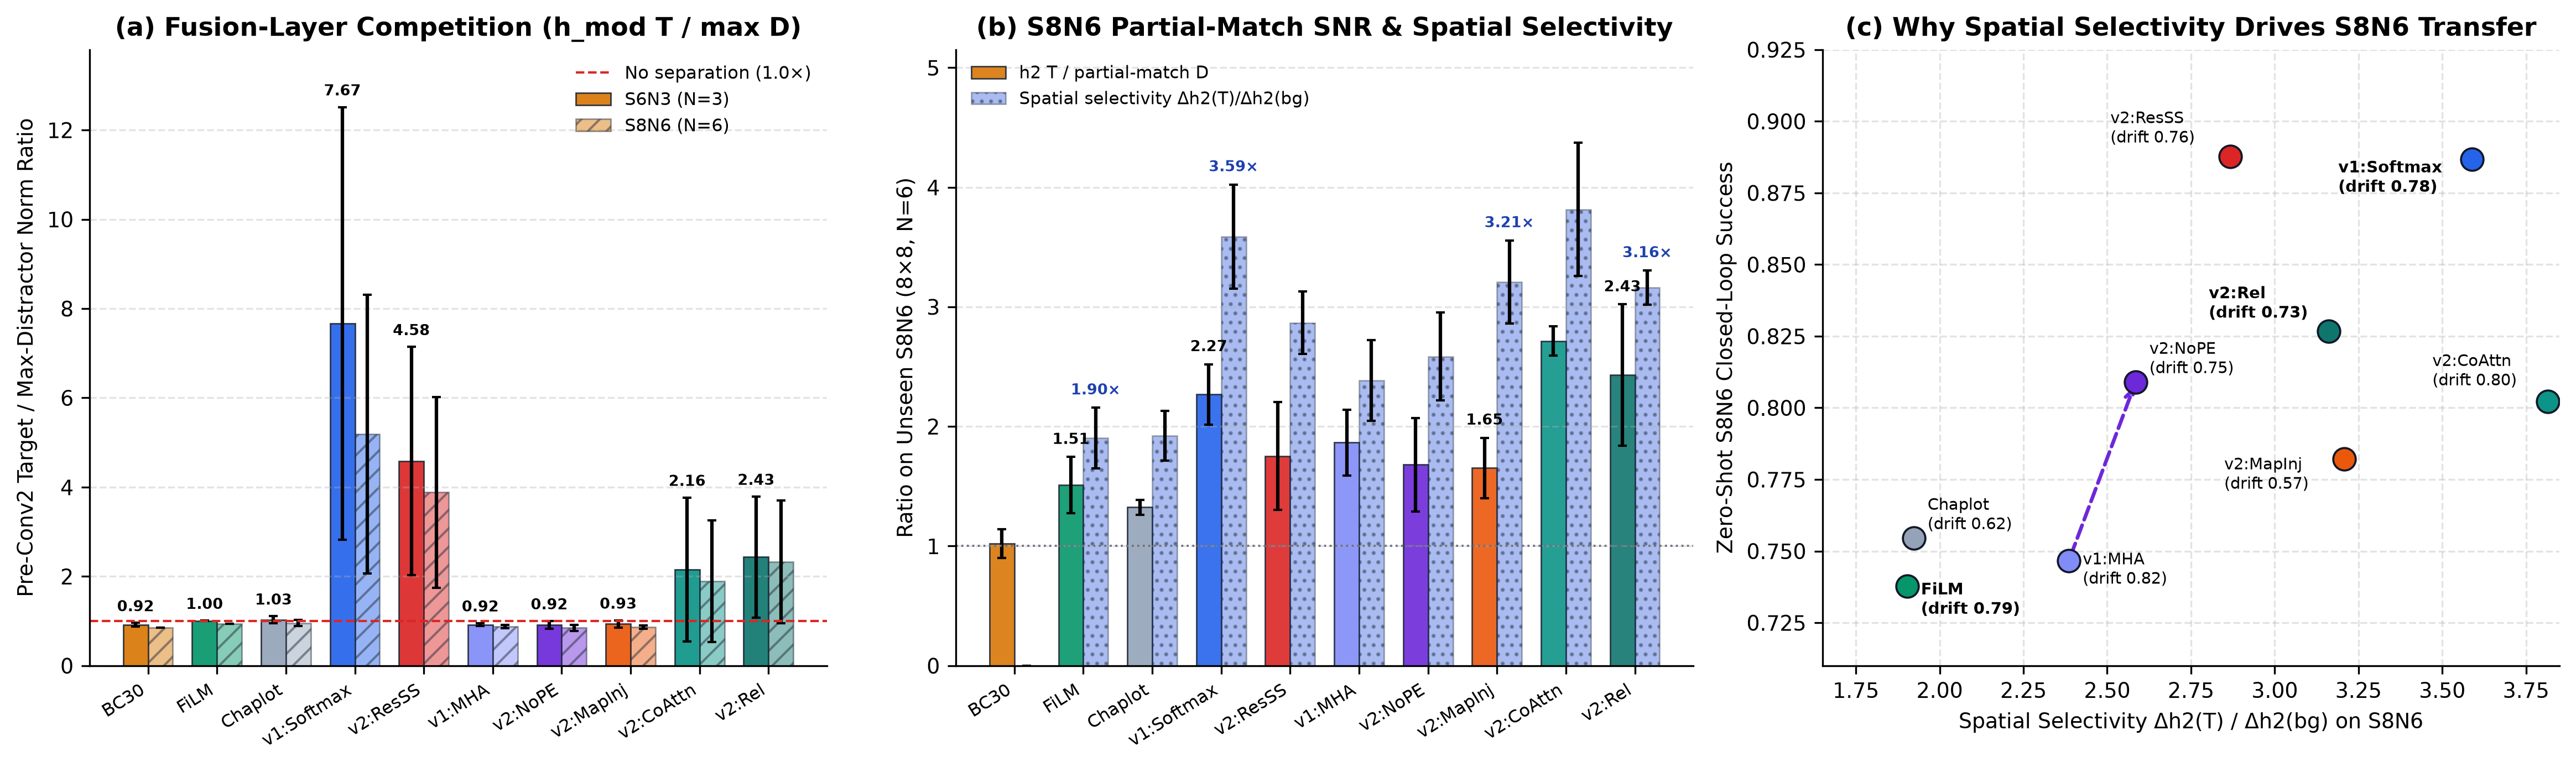 (a) Fusion-Layer Competition (h_mod T / max D)
Pre-Conv2 Target / Max-Distractor Norm Ratio
No separation (1.0×)
S6N3 (N=3)
S8N6 (N=6)
12
10
8
6
4
2
0
0.92
1.00
1.03
7.67
4.58
0.92
0.92
0.93
2.16
2.43
BC30
FiLM
Chaplot
v1:Softmax
v2:ResSS
v1:MHA
v2:NoPE
v2:MapInj
v2:CoAttn
v2:Rel
(b) S8N6 Partial-Match SNR & Spatial Selectivity
Ratio on Unseen S8N6 (8×8, N=6)
h2 T / partial-match D
Spatial selectivity Δh2(T)/Δh2(bg)
5
4
3
2
1
0
1.51
1.90×
2.27
3.59×
1.65
3.21×
2.43
3.16×
BC30
FiLM
Chaplot
v1:Softmax
v2:ResSS
v1:MHA
v2:NoPE
v2:MapInj
v2:CoAttn
v2:Rel
(c) Why Spatial Selectivity Drives S8N6 Transfer
Zero-Shot S8N6 Closed-Loop Success
0.925
0.900
0.875
0.850
0.825
0.800
0.775
0.750
0.725
v2:ResSS
(drift 0.76)
v1:Softmax
(drift 0.78)
v2:Rel
(drift 0.73)
v2:NoPE
(drift 0.75)
v2:CoAttn
(drift 0.80)
v2:MapInj
(drift 0.57)
Chaplot
(drift 0.62)
v1:MHA
(drift 0.82)
FiLM
(drift 0.79)
1.75
2.00
2.25
2.50
2.75
3.00
3.25
3.50
3.75
Spatial Selectivity Δh2(T) / Δh2(bg) on S8N6